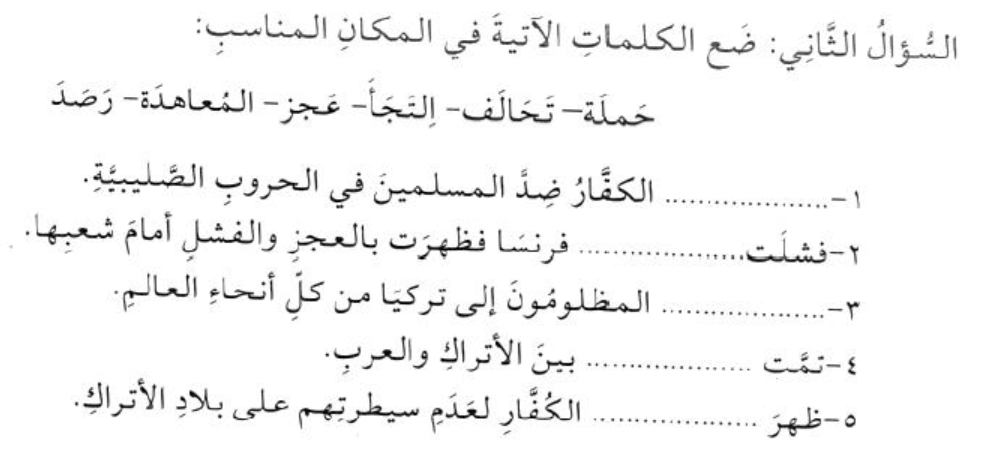 السُّؤالُ الثَّانِي: ضَع الكلماتِ الآتيةَ في المكانِ المناسبِ:
حَملَة– تَحَالَف- اِلتَجَأَ- عَجز- المُعاهدَة- رَصَدَ
١-.................... الكفَّارُ ضِدَّ المسلمينَ في الحروبِ الصَّليبيَّةِ.
٢-فشلَت.................... فرنسَا فظهرَت بالعجزِ والفشلِ أمامَ شعبِها.
٣-.................... المظلومُونَ إلى تركيَا من كلّ أنحاءِ العالمِ.
٤-تمَّت .................... بينَ الأتراكِ والعربِ.
٥-ظهرَ .................... الكُفَّارِ لعَدَمِ سيطرتِهم على بلادِ الأتراكِ.